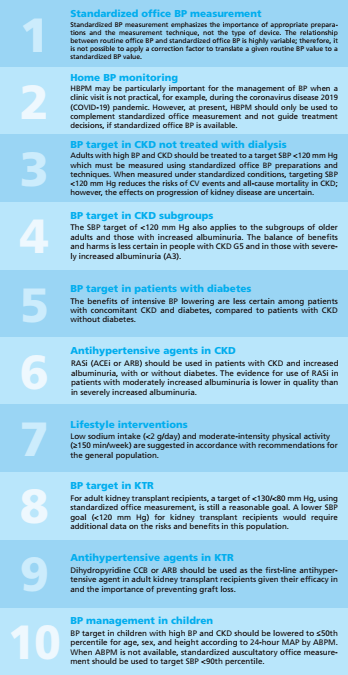 1
Standardized office BP measurement
Standardized BP measurement emphasizes the importance of appropriate prepara-
tions and the measurement technique, not the type of device. The relationship
between routine office BP and standardized office BP is highly variable; therefore, it
is not possible to apply a correction factor to translate a given routine BP value to a
standardized BP value.
2
Home BP monitoring
HBPM may be particularly important for the management of BP when a
clinic visit is not practical, for example, during the coronavirus disease 2019
(COVID-19) pandemic. However, at present, HBPM should only be used to
complement standardized office BP measurement and not guide treatment
decisions, if standardized office BP is available.
3
BP target in CKD not treated with dialysis
Adults with high BP and CKD should be treated to a target SBP <120 mm Hg
which must be measured using standardized office BP preparations and
techniques. When measured under standardized conditions, targeting SBP
<120 mm Hg reduces the risks of CV events and all-cause mortality in CKD;
however, the effects on progression of kidney disease are uncertain.
4
BP target in CKD subgroups
The SBP target of <120 mm Hg also applies to the subgroups of older
adults and those with increased albuminuria. The balance of benefits
and harms is less certain in people with CKD G5 and in those with severe-
ly increased albuminuria (A3).
5
BP target in patients with diabetes
The benefits of intensive BP lowering are less certain among patients
with concomitant CKD and diabetes, compared to patients with CKD
without diabetes.
6
Antihypertensive agents in CKD
RASi (ACEi or ARB) should be used in patients with CKD and increased
albuminuria, with or without diabetes. The evidence for use of RASi in
patients with moderately increased albuminuria is lower in quality than
in severely increased albuminuria.
7
Lifestyle interventions
Low sodium intake (<2 g/day) and moderate-intensity physical activity
(≥150 min/week) are suggested in accordance with recommendations for
the general population.
8
BP target in KTR
For adult kidney transplant recipients, a target of <130/<80 mm Hg, using
standardized office measurement, is still a reasonable goal. A lower SBP
goal (<120 mm Hg) for kidney transplant recipients would require
additional data on the risks and benefits in this population.
9
Antihypertensive agents in KTR
Dihydropyridine CCB or ARB should be used as the first-line antihyper-
tensive agent in adult kidney transplant recipients given their efficacy in
and the importance of preventing graft loss.
10
BP management in children
BP target in children with high BP and CKD should be lowered to ≤50th
percentile for age, sex, and height according to 24-hour MAP by ABPM.
When ABPM is not available, standardized auscultatory office measure-
ment should be used to target SBP <90th percentile.